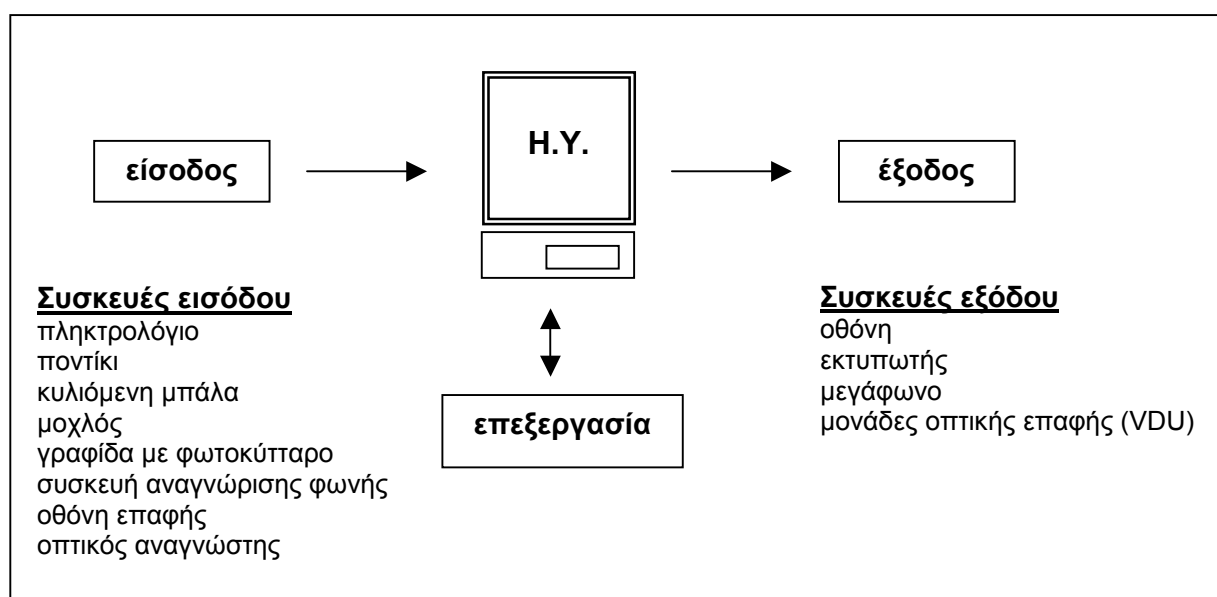 Η.Υ.
είσοδος
έξοδος
Συσκευές εισόδου
πληκτρολόγιο
ποντίκι
κυλιόμενη μπάλα
μοχλός
γραφίδα με φωτοκύτταρο
συσκευή αναγνώρισης φωνής
οθόνη επαφής
οπτικός αναγνώστης
επεξεργασία
Συσκευές εξόδου
οθόνη
εκτυπωτής
μεγάφωνο
μονάδες οπτικής επαφής (VDU)